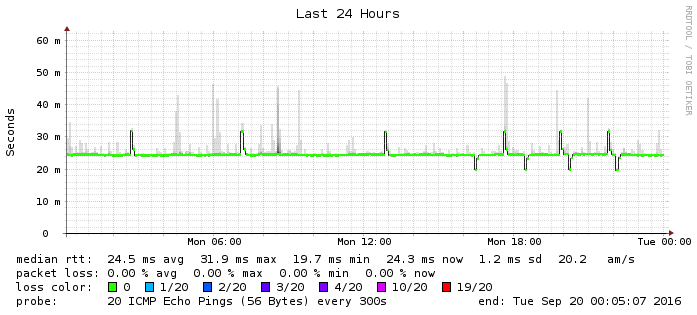 Last 24 Hours
RRDTOOL / TOBI OETIKER
Seconds
60 m
50 m
40 m
30 m
20 m
10 m
0
Mon 06:00 Mon 12:00 Mon 18:00 Tue 00:00
median rtt: 24.5 ms avg 31.9 ms max 19.7 ms min 24.3 ms now 1.2 ms sd 20.2 am/s
packet loss: 0.00 % avg 0.00 % max 0.00 % min 0.00 % now
loss color: 0 1/20 2/20 3/20 4/20 10/20 19/20
probe: 20 ICMP Echo Pings (56 Bytes) every 300s end: Tue Sep 20 00:05:07 2016